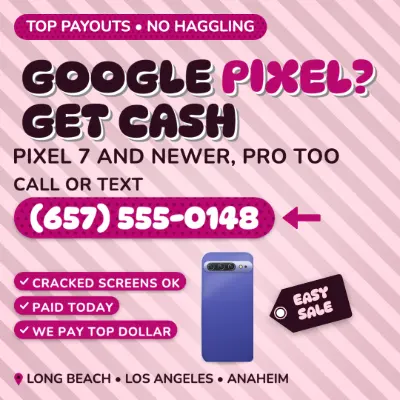 TOP PAYOUTS • NO HAGGLING
GOOGLE PIXEL?
GET CASH
PIXEL 7 AND NEWER, PRO TOO
CALL OR TEXT
(657) 555-0148
CRACKED SCREENS OK
PAID TODAY
WE PAY TOP DOLLAR
EASY
SALE
LONG BEACH • LOS ANGELES • ANAHEIM